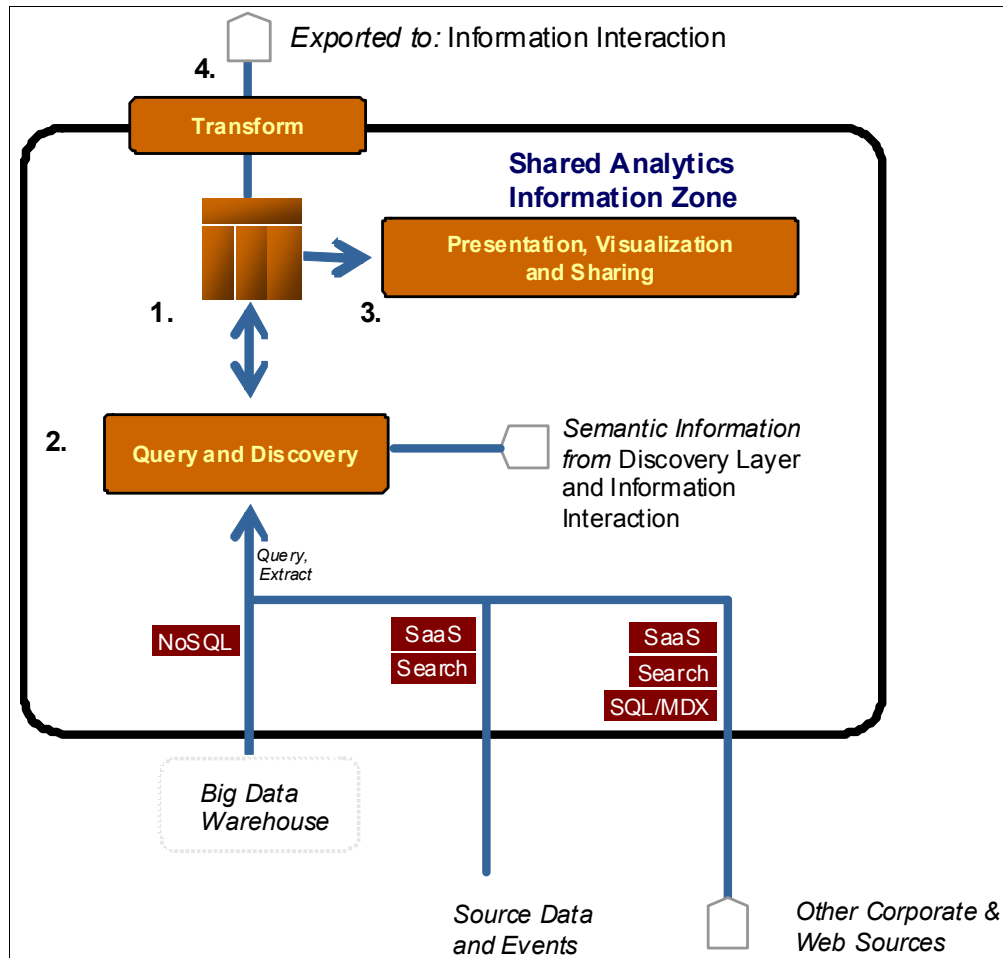 Exported to: Information Interaction
4.
Transform
Shared Analytics
Information Zone
Presentation, Visualization
and Sharing
1.
3.
2.
Query and Discovery
Semantic Information
from Discovery Layer
and Information
Interaction
Query,
Extract
NoSQL
SaaS
Search
SaaS
Search
SQL/MDX
Big Data
Warehouse
Source Data
and Events
Other Corporate &
Web Sources